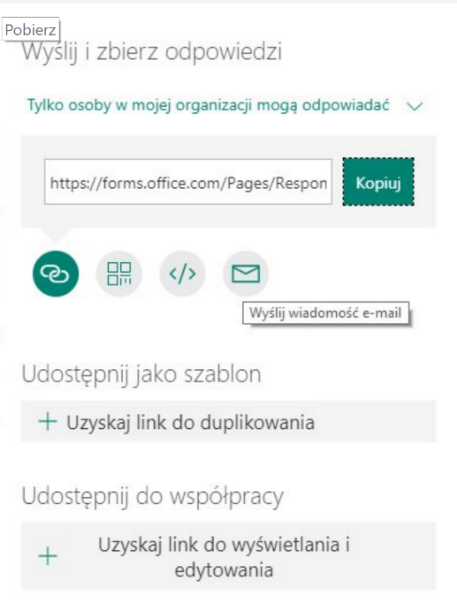 Pobierz
Wyślij i zbierz odpowiedzi
Tylko osoby w mojej organizacji mogą odpowiadać
https://forms.office.com/Pages/Respon
Kopiuj
Wyślij wiadomość e-mail
Udostępnij jako szablon
+ Uzyskaj link do duplikowania
Udostępnij do współpracy
+ Uzyskaj link do wyświetlania i
edytowania